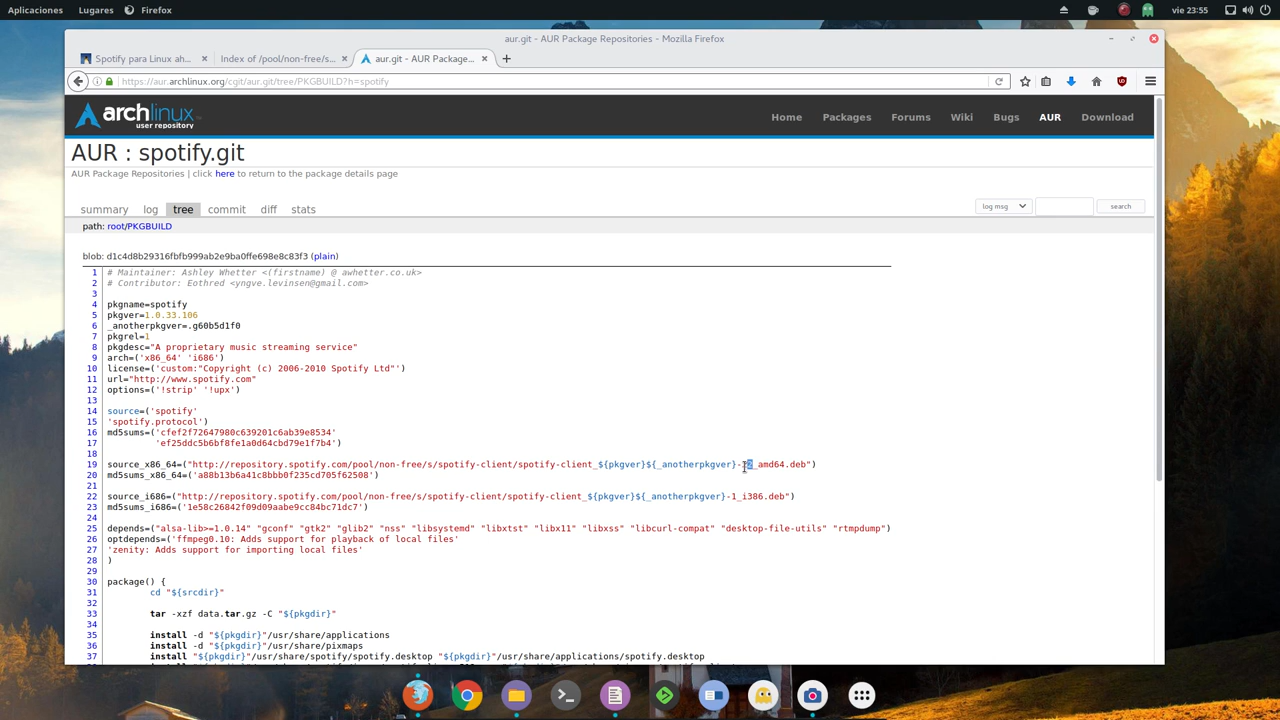 Aplicaciones Lugares Firefox vie 23:55
aur.git - AUR Package Repositories - Mozilla Firefox
Spotify para Linux ah... Index of /pool/non-free/s... aur.git - AUR Package...
https://aur.archlinux.org/cgit/aur.git/tree/PKGBUILD?h=spotify
archlinux
user repository
Home Packages Forums Wiki Bugs AUR Download
AUR : spotify.git
AUR Package Repositories | click here to return to the package details page
summary log tree commit diff stats log msg search
path: root/PKGBUILD
blob: d1c4d8b29316fbfb999ab2e9ba0ffe698e8c83f3 (plain)
1 # Maintainer: Ashley Whetter <(firstname) @ awhetter.co.uk>
2 # Contributor: Eothred <yngve.levinsen@gmail.com>
3
4 pkgname=spotify
5 pkgver=1.0.33.106
6 _anotherpkgver=.g60b5d1f0
7 pkgrel=1
8 pkgdesc="A proprietary music streaming service"
9 arch=('x86_64' 'i686')
10 license=('custom:"Copyright (c) 2006-2010 Spotify Ltd"')
11 url="http://www.spotify.com"
12 options=('!strip' '!upx')
13
14 source=('spotify'
15 'spotify.protocol')
16 md5sums=('cfef2f72647980c639201c6ab39e8534'
17 'ef25ddc5b6bf8fe1a0d64cbd79e1f7b4')
18
19 source_x86_64=("http://repository.spotify.com/pool/non-free/s/spotify-client/spotify-client_${pkgver}${_anotherpkgver}-22_amd64.deb")
20 md5sums_x86_64=('a88b13b6a41c8bbb0f235cd705f62508')
21
22 source_i686=("http://repository.spotify.com/pool/non-free/s/spotify-client/spotify-client_${pkgver}${_anotherpkgver}-1_i386.deb")
23 md5sums_i686=('1e58c26842f09d09aabe9cc84bc71dc7')
24
25 depends=("alsa-lib>=1.0.14" "gconf" "gtk2" "glib2" "nss" "libsystemd" "libxtst" "libx11" "libxss" "libcurl-compat" "desktop-file-utils" "rtmpdump")
26 optdepends=('ffmpeg0.10: Adds support for playback of local files'
27 'zenity: Adds support for importing local files'
28 )
29
30 package() {
31 cd "${srcdir}"
32
33 tar -xzf data.tar.gz -C "${pkgdir}"
34
35 install -d "${pkgdir}"/usr/share/applications
36 install -d "${pkgdir}"/usr/share/pixmaps
37 install "${pkgdir}"/usr/share/spotify/spotify.desktop "${pkgdir}"/usr/share/applications/spotify.desktop